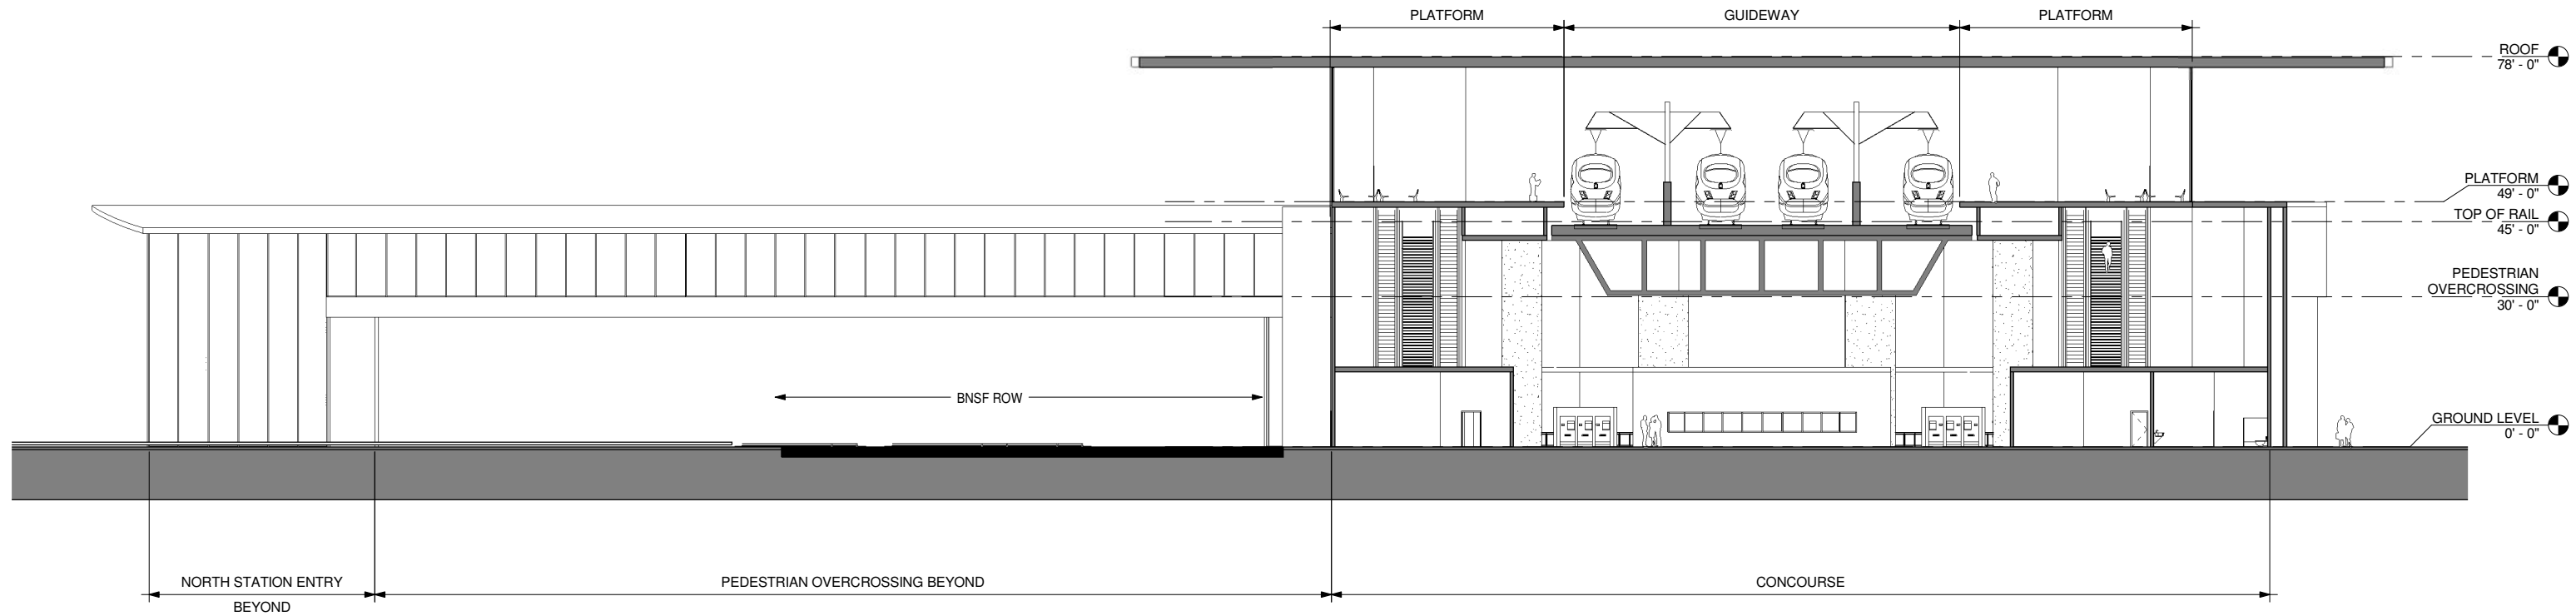 PLATFORM
GUIDEWAY
PLATFORM
ROOF
78' - 0"
PLATFORM
49' - 0"
TOP OF RAIL
45' - 0"
PEDESTRIAN
OVERCROSSING
30' - 0"
BNSF ROW
GROUND LEVEL
0' - 0"
NORTH STATION ENTRY
BEYOND
PEDESTRIAN OVERCROSSING BEYOND
CONCOURSE